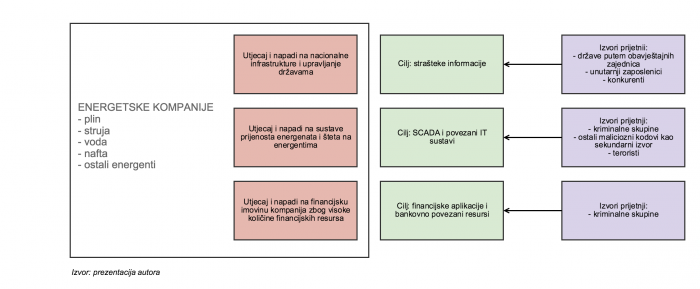 ENERGETSKE KOMPANIJE
- plin
- struja
- voda
- nafta
- ostali energenti
Utjecaj i napadi na nacionalne
infrastrukture i upravljanje
državama
Cilj: strašteke informacije
Izvori prijetnii:
- države putem obavještajnih
zajednica
- unutarnji zaposlenici
- konkurenti
Utjecaj i napadi na sustave
prijenosta energenata i šteta na
energentima
Cilj: SCADA i povezani IT
sustavi
Izvori prijetnji:
- kriminalne skupine
- ostali maliciozni kodovi kao
sekundarni izvor
- teroristi
Utjecaj i napadi na financijsku
imovinu kompanija zbog visoke
količine financijskih resursa
Cilj: financijske aplikacije i
bankovno povezani resursi
Izvori prijetnji:
- kriminalne skupine
Izvor: prezentacija autora